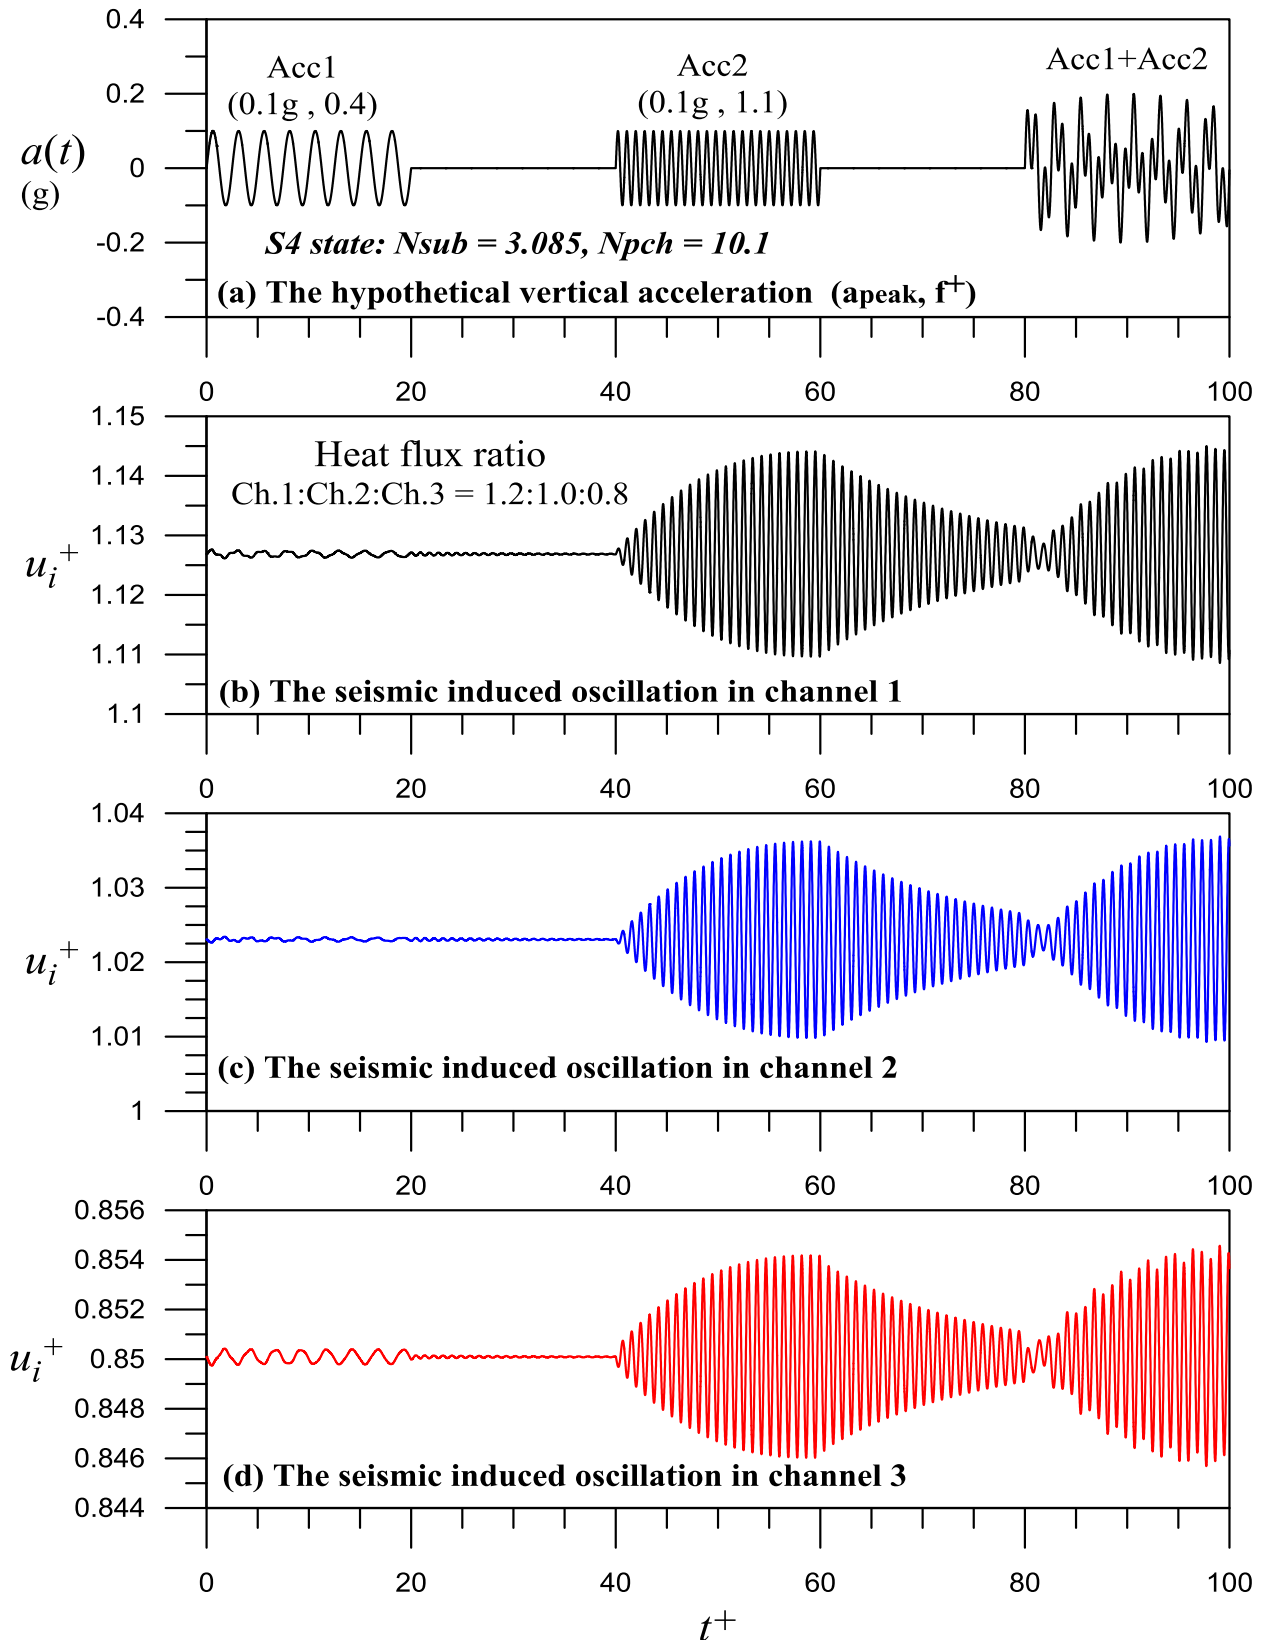 0.4
0.2
0
-0.2
-0.4
a(t)
(g)
Acc1
(0.1g , 0.4)
Acc2
(0.1g , 1.1)
Acc1+Acc2
S4 state: Nsub = 3.085, Npch = 10.1
(a) The hypothetical vertical acceleration (apeak, f⁺)
0 20 40 60 80 100
1.15
1.14
1.13
1.12
1.11
1.1
uᵢ⁺
Heat flux ratio
Ch.1:Ch.2:Ch.3 = 1.2:1.0:0.8
(b) The seismic induced oscillation in channel 1
0 20 40 60 80 100
1.04
1.03
1.02
1.01
1
uᵢ⁺
(c) The seismic induced oscillation in channel 2
0 20 40 60 80 100
0.856
0.854
0.852
0.85
0.848
0.846
0.844
uᵢ⁺
(d) The seismic induced oscillation in channel 3
0 20 40 60 80 100
t⁺